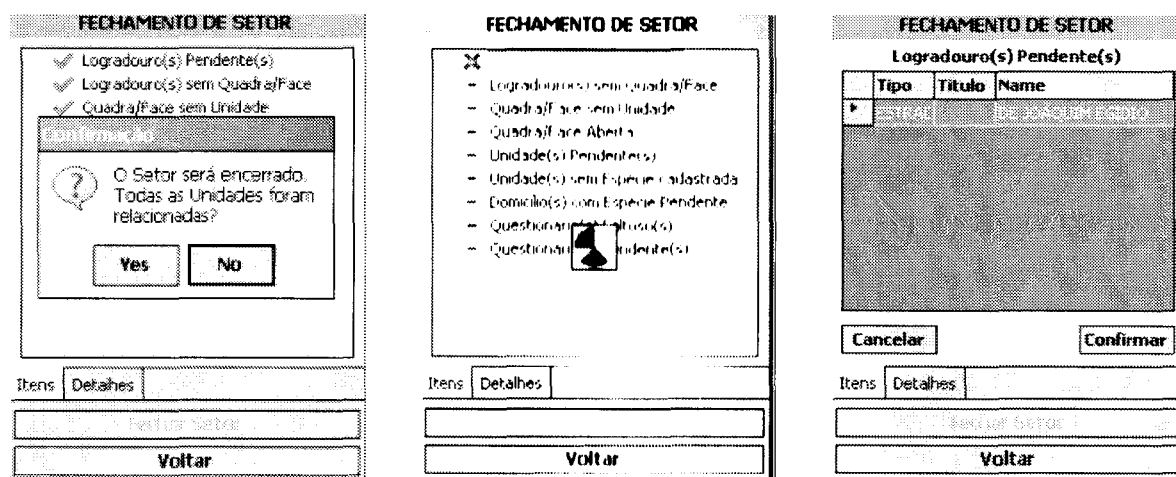 FECHAMENTO DE SETOR
Logradouro(s) Pendente(s)
Logradouro(s) sem Quadra/Face
Quadra/Face sem Unidade
Confirmação
O Setor será encerrado.
Todas as Unidades foram
relacionadas?
Yes No
Itens Detalhes
Fechar Setor
Voltar
FECHAMENTO DE SETOR
Logradouro(s) sem Quadra/Face
Quadra/Face sem Unidade
Quadra/Face Aberta
Unidade(s) Pendente(s)
Unidade(s) sem Espécie cadastrada
Domicílio(s) com Espécie Pendente
Itens Detalhes
Voltar
FECHAMENTO DE SETOR
Logradouro(s) Pendente(s)
Tipo Titulo Name
ESTRAD
Cancelar Confirmar
Itens Detalhes
Fechar Setor
Voltar